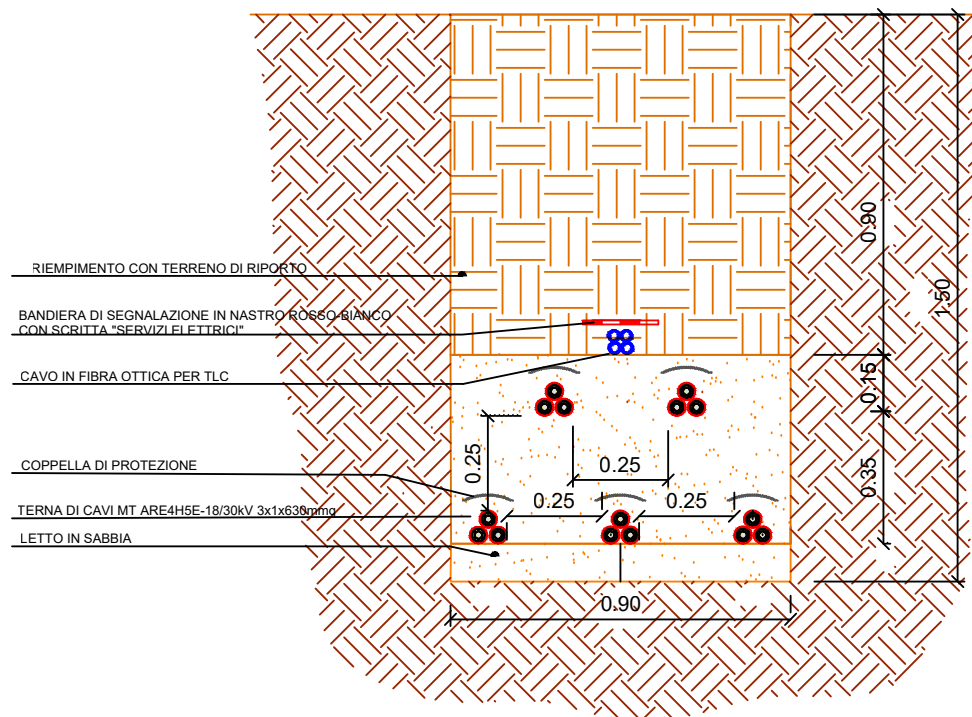 0.90
1.50
RIEMPIMENTO CON TERRENO DI RIPORTO
BANDIERA DI SEGNALAZIONE IN NASTRO ROSSO-BIANCO
CON SCRITTA "SERVIZI ELETTRICI"
CAVO IN FIBRA OTTICA PER TLC
0.15
COPPELLA DI PROTEZIONE
0.25
0.25
0.35
0.25
0.25
TERNA DI CAVI MT ARE4H5E-18/30kV 3x1x630mmq
LETTO IN SABBIA
0.90